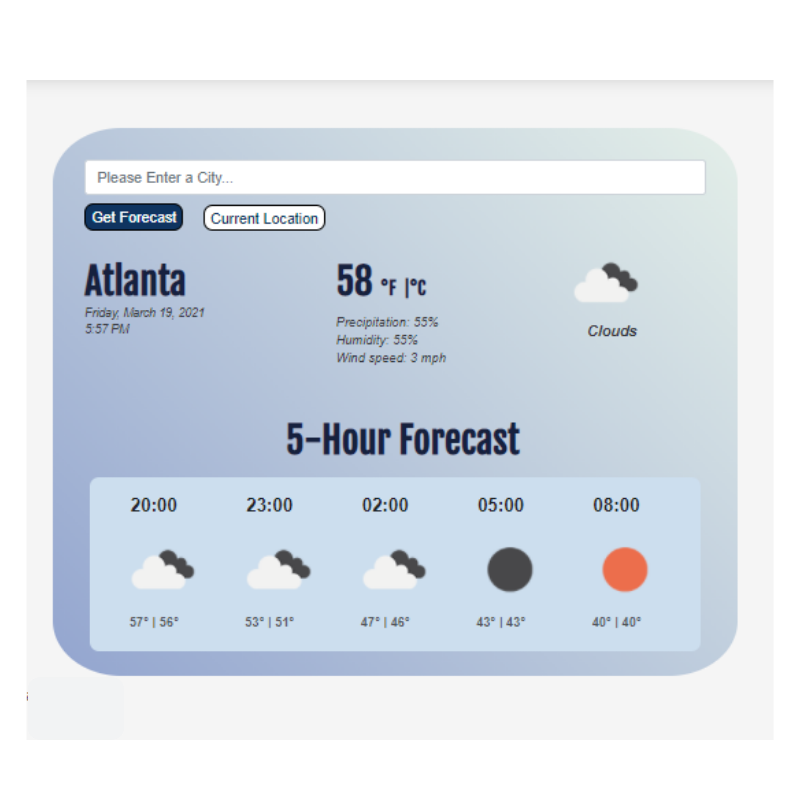 Please Enter a City...
Get Forecast
Current Location
Atlanta
Friday, March 19, 2021
5:57 PM
58 °F |°C
Precipitation: 55%
Humidity: 55%
Wind speed: 3 mph
Clouds
5-Hour Forecast
20:00 23:00 02:00 05:00 08:00
57° | 56° 53° | 51° 47° | 46° 43° | 43° 40° | 40°